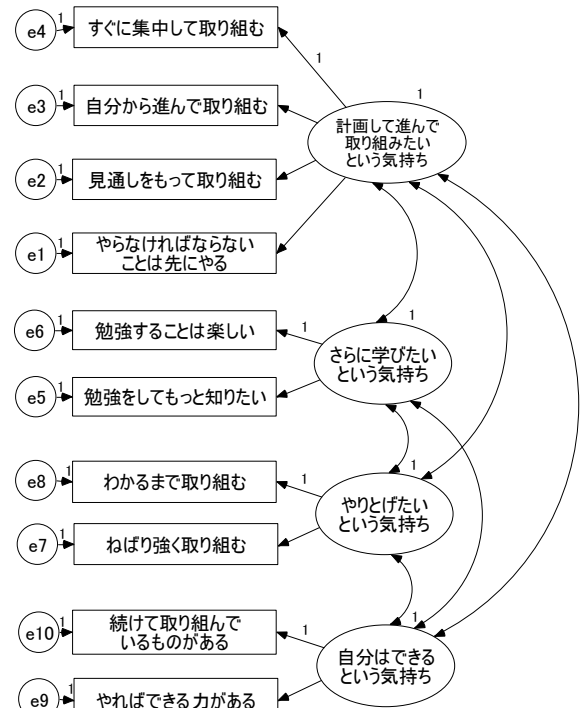 e4
1
すぐに集中して取り組む
1
1
e3
1
自分から進んで取り組む
計画して進んで
取り組みたい
という気持ち
e2
1
見通しをもって取り組む
e1
1
やらなければならない
ことは先にやる
e6
1
勉強することは楽しい
1
1
さらに学びたい
という気持ち
e5
1
勉強をしてもっと知りたい
e8
1
わかるまで取り組む
1
1
やりとげたい
という気持ち
e7
1
ねばり強く取り組む
e10
1
続けて取り組んで
いるものがある
1
1
自分はできる
という気持ち
e9
1
やればできる力がある